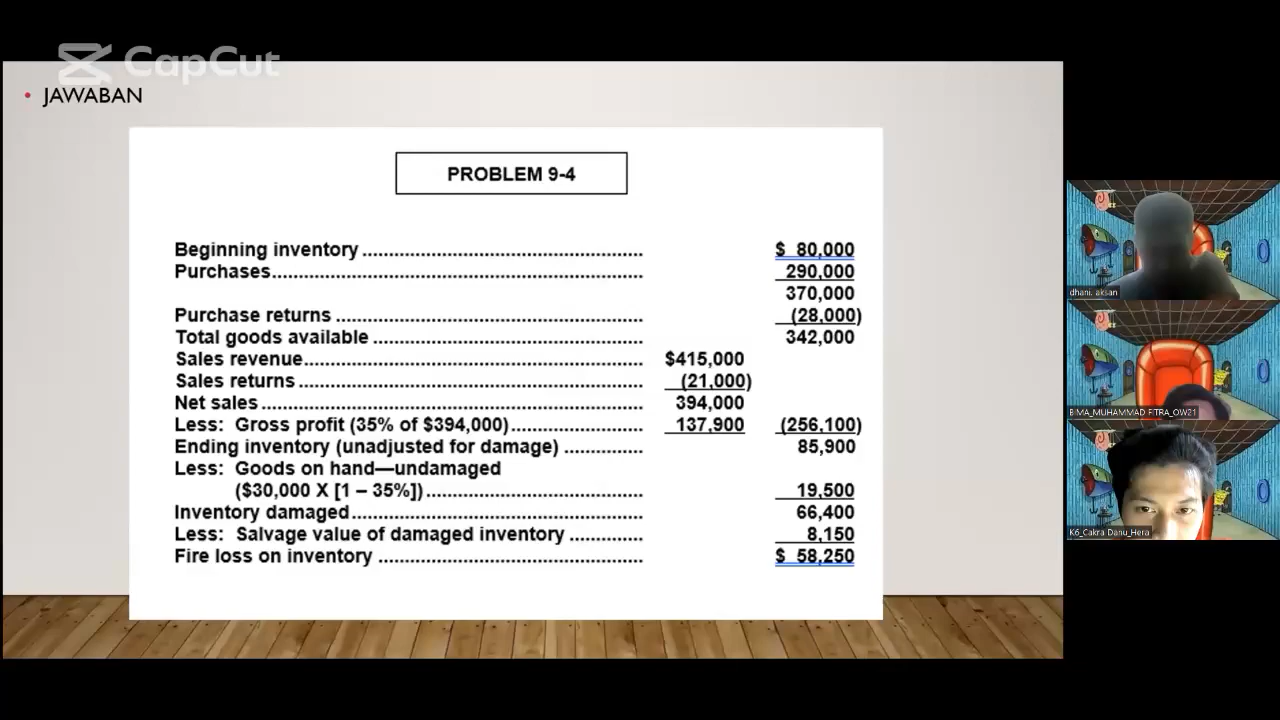 CapCut
• JAWABAN
PROBLEM 9-4
Beginning inventory ..................................................... $ 80,000
Purchases...................................................................... 290,000
370,000
Purchase returns .......................................................... (28,000)
Total goods available ................................................... 342,000
Sales revenue................................................................ $415,000
Sales returns ................................................................. (21,000)
Net sales ........................................................................ 394,000
Less: Gross profit (35% of $394,000)......................... 137,900 (256,100)
Ending inventory (unadjusted for damage) ............... 85,900
Less: Goods on hand—undamaged
($30,000 X [1 – 35%]) ......................................... 19,500
Inventory damaged ....................................................... 66,400
Less: Salvage value of damaged inventory .............. 8,150
Fire loss on inventory .................................................. $ 58,250
dhani. aksan
BIMA_MUHAMMAD FITRA_OW21
K6_Cakra Danu_Hera